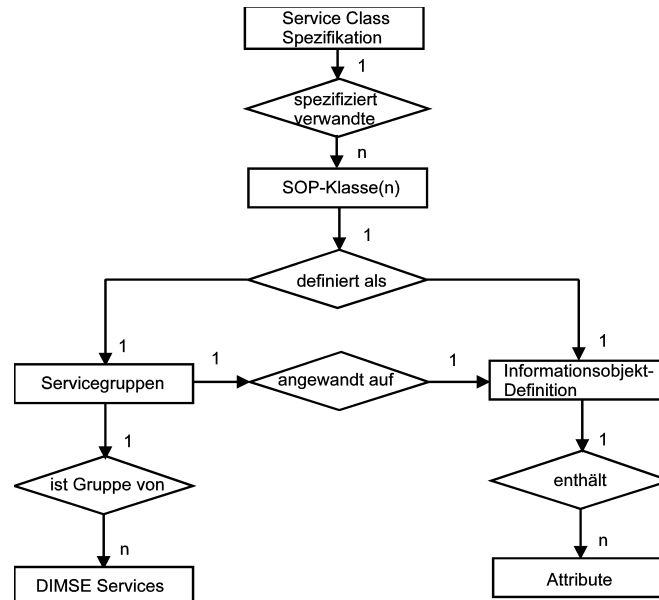 Service Class
Spezifikation
1
spezifiziert
verwandte
n
SOP-Klasse(n)
1
definiert als
1
1
Servicegruppen
1
angewandt auf
1
Informationsobjekt-
Definition
1
1
ist Gruppe von
enthält
n
n
DIMSE Services
Attribute